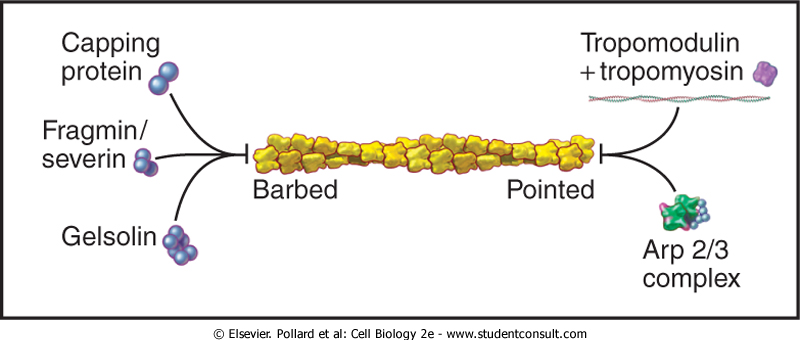 Capping
protein
Fragmin/
severin
Gelsolin
Barbed
Pointed
Tropomodulin
+ tropomyosin
Arp 2/3
complex
© Elsevier. Pollard et al: Cell Biology 2e - www.studentconsult.com